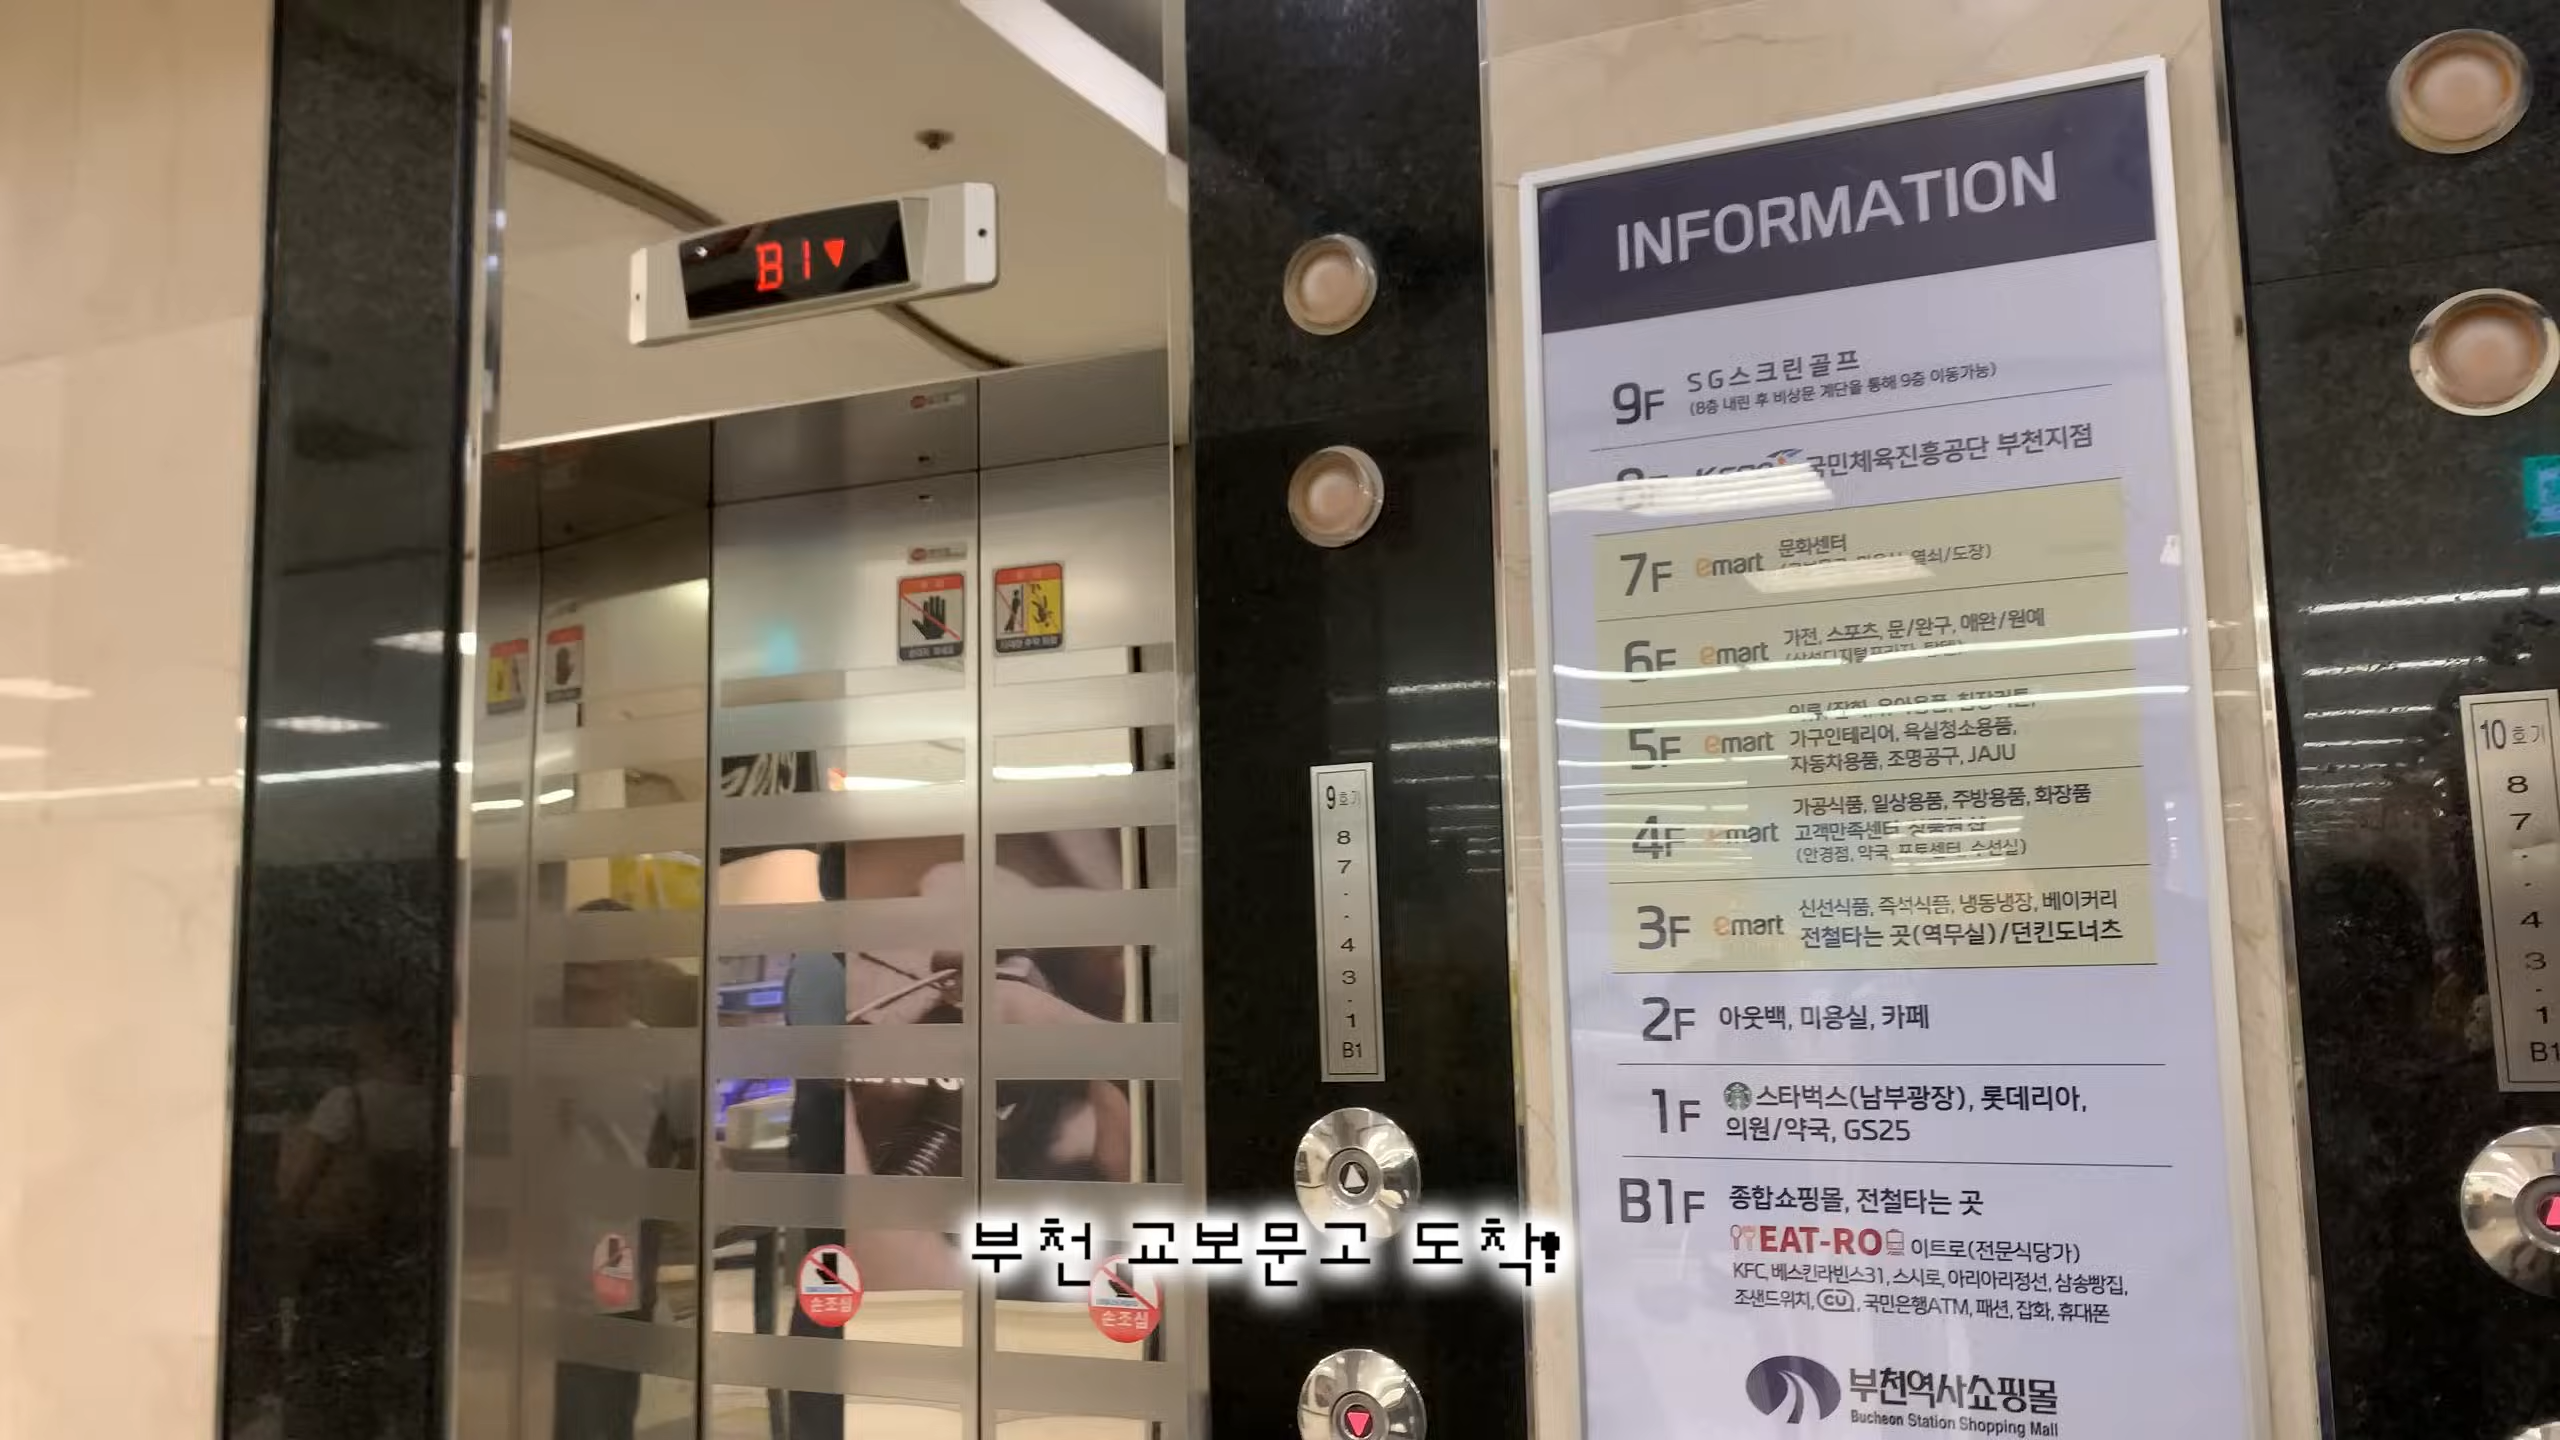 B1▼
INFORMATION
9F SG스크린골프
(8층 내린 후 비상문 계단을 통해 9층 이동가능)
국민체육진흥공단 부천지점
7F emart 문화센터
열쇠/도장)
6F emart 가전, 스포츠, 문/완구, 애완/원예
5F emart 가구인테리어, 욕실청소용품,
자동차용품, 조명공구, JAJU
4F emart 가공식품, 일상용품, 주방용품, 화장품
고객만족센터,
(안경점, 약국, 포토센터, 수선실)
3F emart 신선식품, 즉석식품, 냉동냉장, 베이커리
전철타는 곳(역무실)/던킨도너츠
2F 아웃백, 미용실, 카페
1F 스타벅스(남부광장), 롯데리아,
의원/약국, GS25
B1F 종합쇼핑몰, 전철타는 곳
EAT-RO 이트로(전문식당가)
KFC, 베스킨라빈스31, 스시로, 아리아리정선, 삼송빵집,
조샌드위치, CU, 국민은행ATM, 패션, 잡화, 휴대폰
부천역사쇼핑몰
Bucheon Station Shopping Mall
9호기
8
7
·
·
4
3
·
1
B1
10호기
8
7
·
4
3
·
1
B1
손조심
손조심
부천 교보문고 도착!